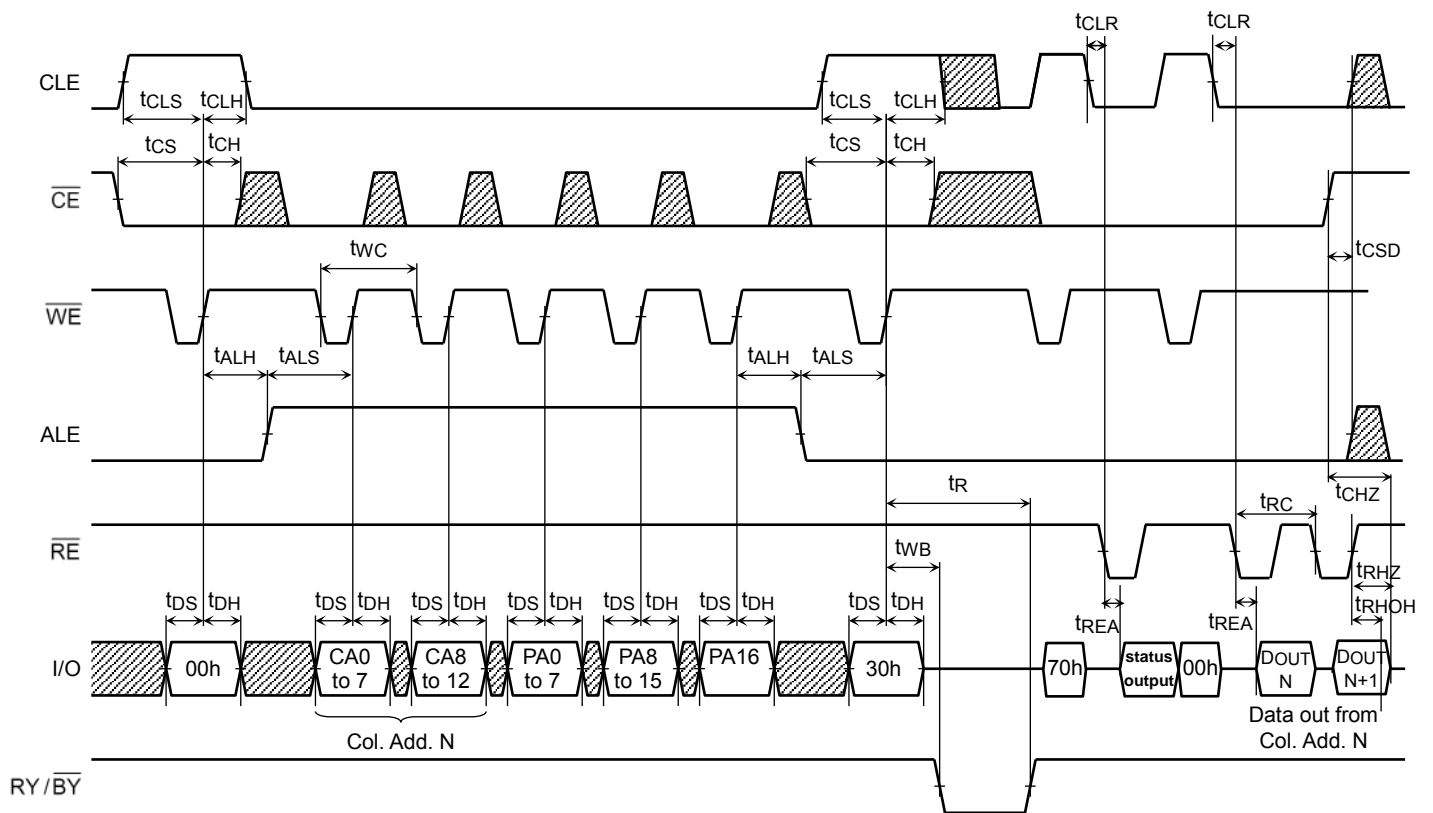 tCLR tCLR
CLE
tCLS tCLH tCLS tCLH
tCS tCH tCS tCH
CE
tWC tCSD
WE
tALH tALS tALH tALS
ALE
tR tCHZ
tRC
RE
tWB
tRHZ
tDS tDH tDS tDH tDS tDH tDS tDH tDS tDH tDS tDH tDS tDH tRHOH
tREA tREA
I/O 00h CA0 to 7 CA8 to 12 PA0 to 7 PA8 to 15 PA16 30h 70h status output 00h DOUT N DOUT N+1
Data out from
Col. Add. N Col. Add. N
RY/BY